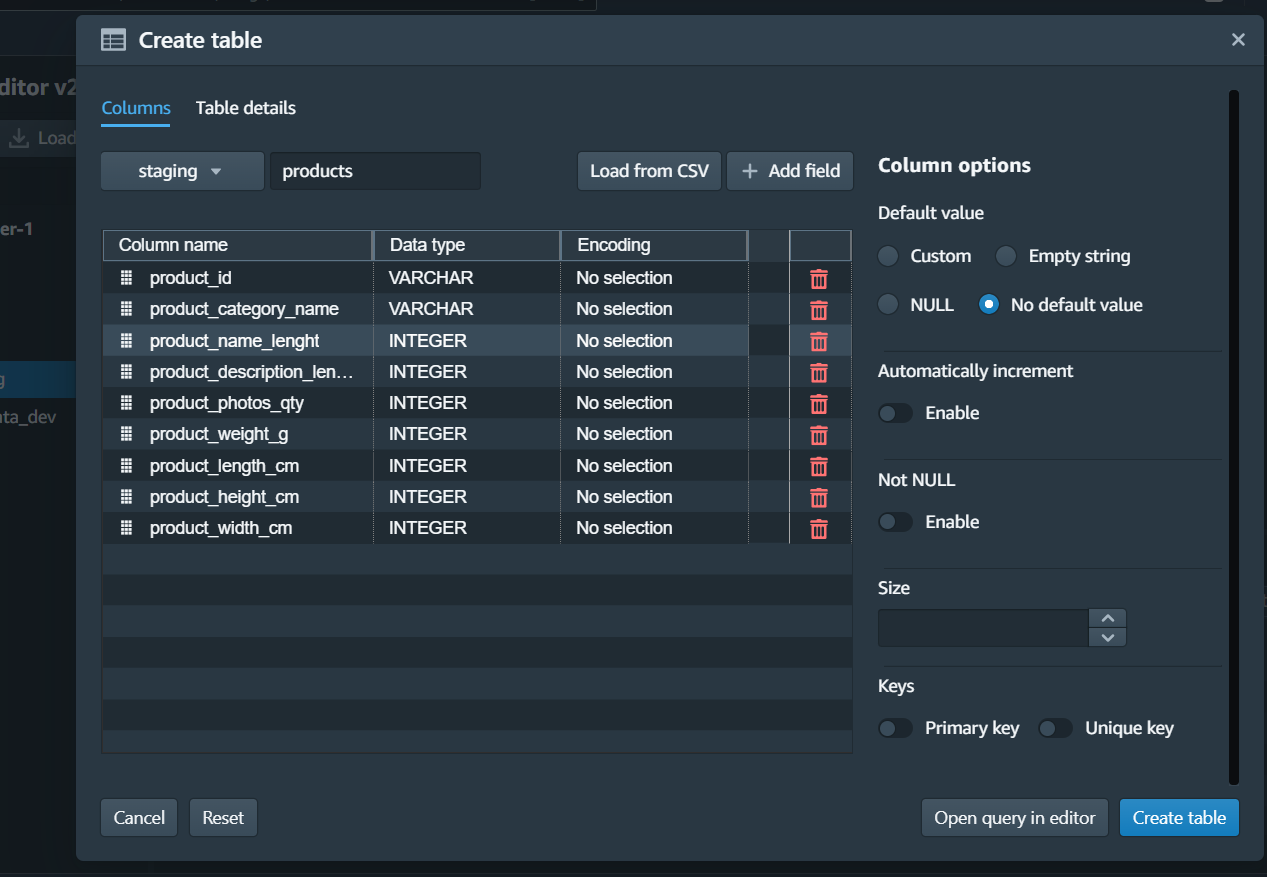 Create table
ditor v2
Columns Table details
Load
staging products Load from CSV + Add field
Column options
Default value
er-1
Column name Data type Encoding
Custom Empty string
product_id VARCHAR No selection
product_category_name VARCHAR No selection
NULL No default value
product_name_lenght INTEGER No selection
product_description_len… INTEGER No selection
Automatically increment
g
product_photos_qty INTEGER No selection
Enable
ata_dev
product_weight_g INTEGER No selection
product_length_cm INTEGER No selection
Not NULL
product_height_cm INTEGER No selection
product_width_cm INTEGER No selection
Enable
Size
Keys
Primary key Unique key
Cancel Reset Open query in editor Create table